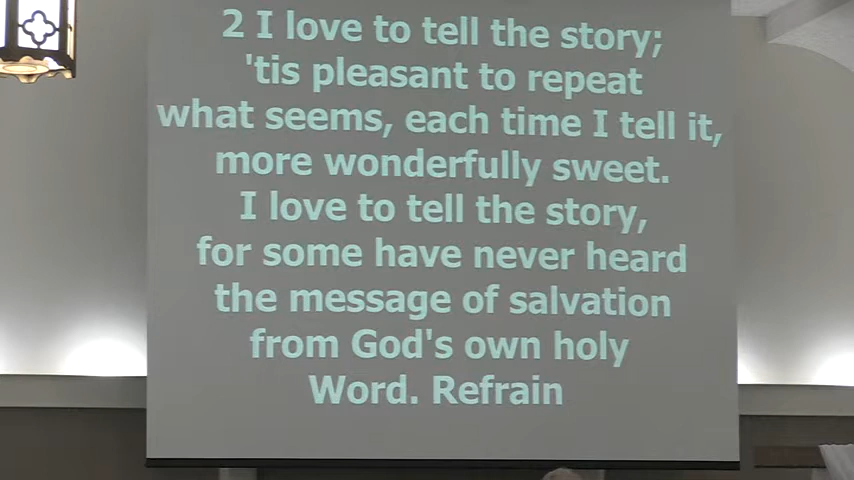 2 I love to tell the story;
'tis pleasant to repeat
what seems, each time I tell it,
more wonderfully sweet.
I love to tell the story,
for some have never heard
the message of salvation
from God's own holy
Word. Refrain